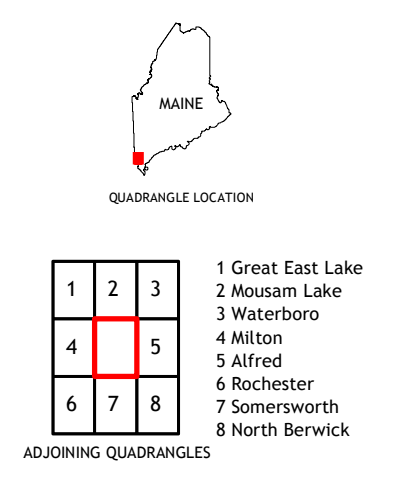 MAINE
QUADRANGLE LOCATION
1 2 3
4 5
6 7 8
ADJOINING QUADRANGLES
1 Great East Lake
2 Mousam Lake
3 Waterboro
4 Milton
5 Alfred
6 Rochester
7 Somersworth
8 North Berwick